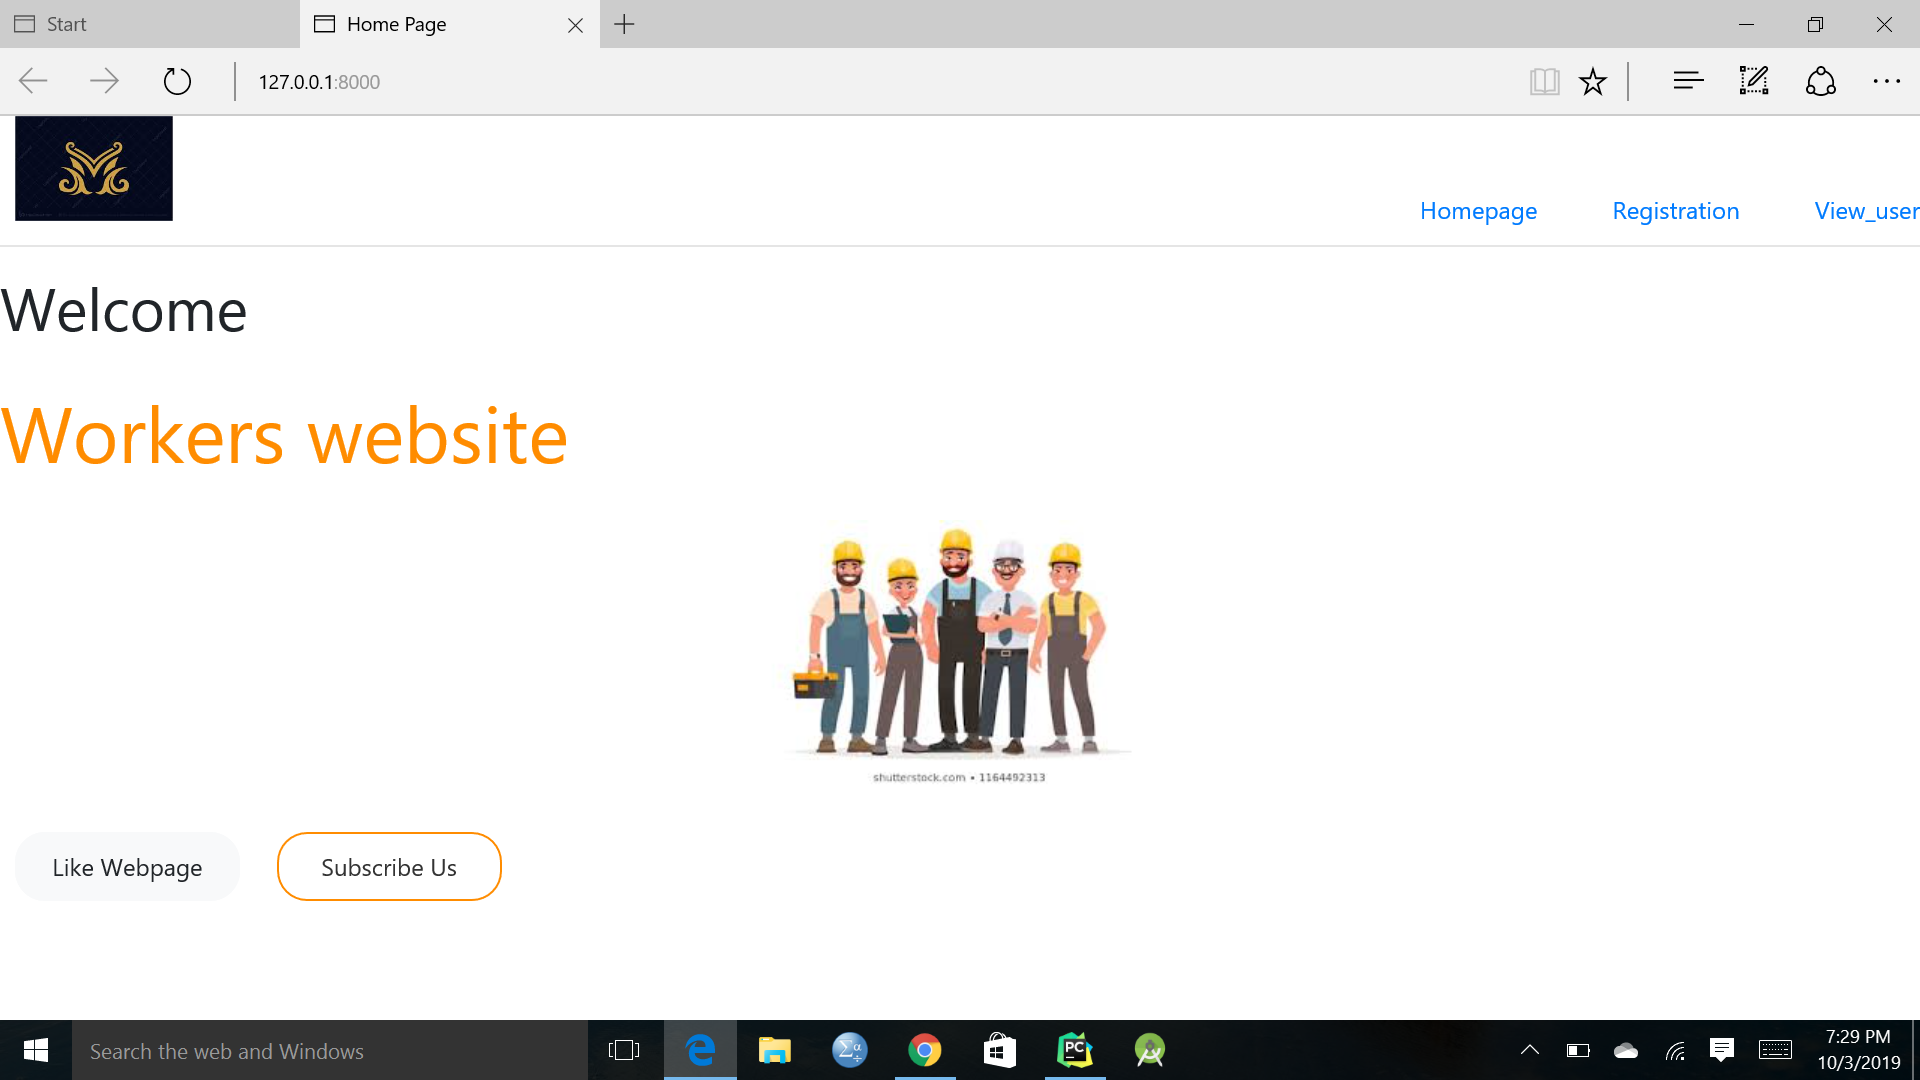 Start
Home Page
127.0.0.1:8000
Homepage Registration View_user
Welcome
Workers website
shutterstock.com • 1164492313
Like Webpage
Subscribe Us
Search the web and Windows
PC
7:29 PM
10/3/2019